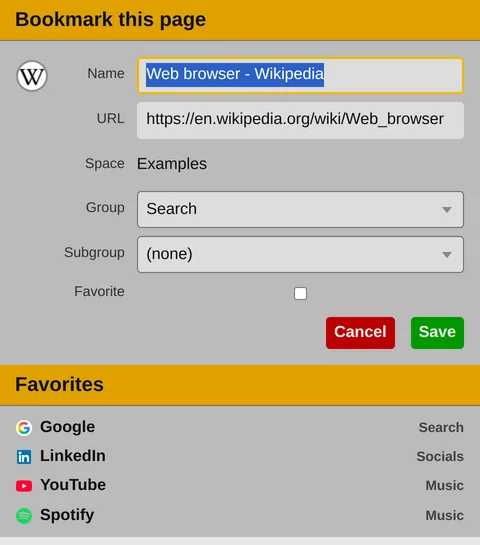 Bookmark this page
W
Name Web browser - Wikipedia
URL https://en.wikipedia.org/wiki/Web_browser
Space Examples
Group Search
Subgroup (none)
Favorite
Cancel Save
Favorites
G Google Search
in LinkedIn Socials
YouTube Music
Spotify Music